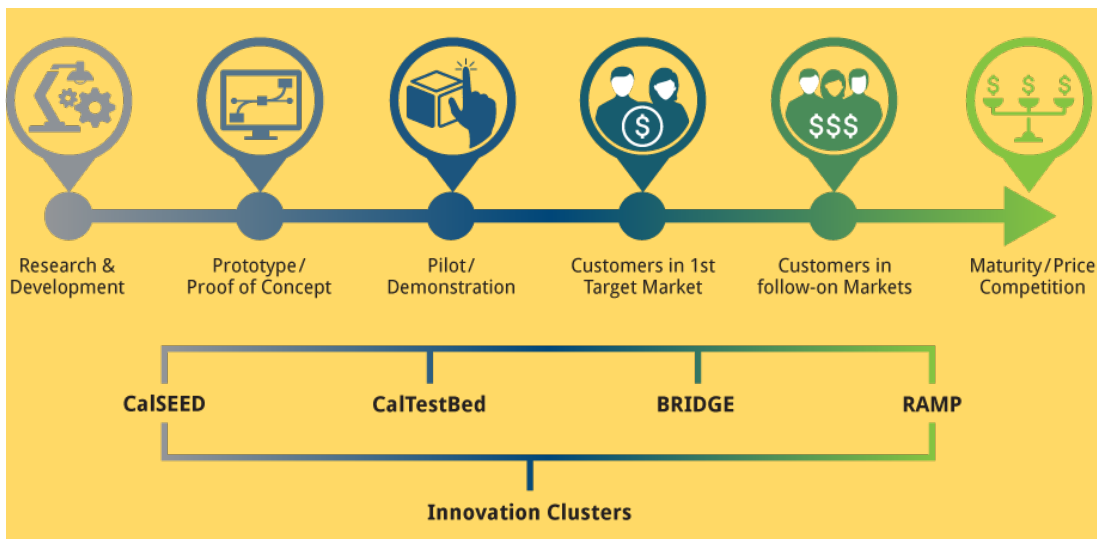 $
$$$
$ $ $
Research &
Development
Prototype/
Proof of Concept
Pilot/
Demonstration
Customers in 1st
Target Market
Customers in
follow-on Markets
Maturity/Price
Competition
CalSEED
CalTestBed
BRIDGE
RAMP
Innovation Clusters